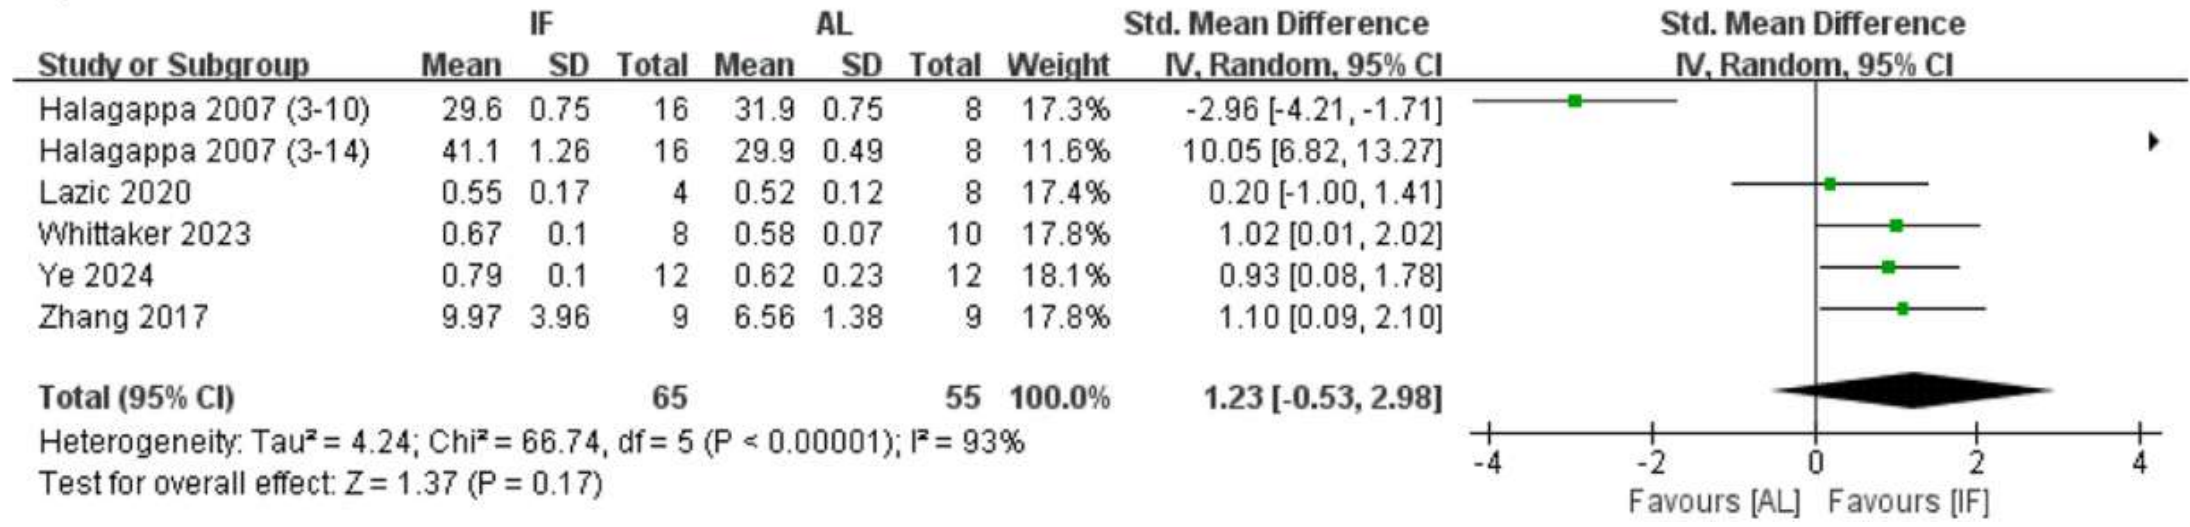 IF AL Std. Mean Difference Std. Mean Difference
Study or Subgroup Mean SD Total Mean SD Total Weight IV, Random, 95% CI IV, Random, 95% CI
Halagappa 2007 (3-10) 29.6 0.75 16 31.9 0.75 8 17.3% -2.96 [-4.21, -1.71]
Halagappa 2007 (3-14) 41.1 1.26 16 29.9 0.49 8 11.6% 10.05 [6.82, 13.27]
Lazic 2020 0.55 0.17 4 0.52 0.12 8 17.4% 0.20 [-1.00, 1.41]
Whittaker 2023 0.67 0.1 8 0.58 0.07 10 17.8% 1.02 [0.01, 2.02]
Ye 2024 0.79 0.1 12 0.62 0.23 12 18.1% 0.93 [0.08, 1.78]
Zhang 2017 9.97 3.96 9 6.56 1.38 9 17.8% 1.10 [0.09, 2.10]
Total (95% CI) 65 55 100.0% 1.23 [-0.53, 2.98]
Heterogeneity: Tau² = 4.24; Chi² = 66.74, df = 5 (P < 0.00001); I² = 93%
Test for overall effect: Z = 1.37 (P = 0.17)
-4 -2 0 2 4
Favours [AL] Favours [IF]